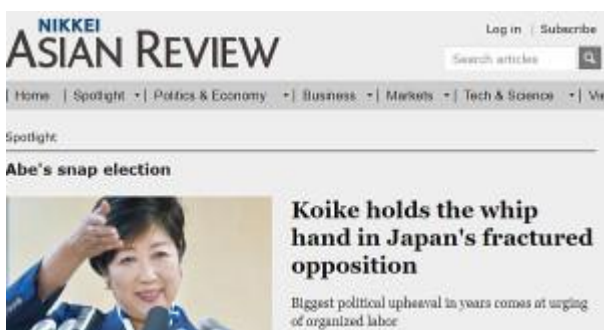 NIKKEI
ASIAN REVIEW
Log in | Subscribe
Search articles
| Home | Spotlight | Politics & Economy | Business | Markets | Tech & Science | Vie
Spotlight
Abe's snap election
Koike holds the whip
hand in Japan's fractured
opposition
Biggest political upheaval in years comes at urging
of organized labor